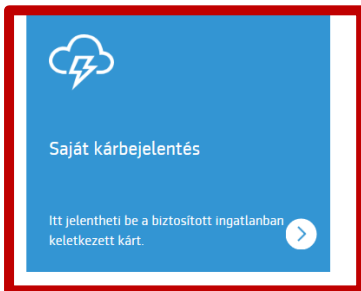 Saját kárbejelentés
Itt jelentheti be a biztosított ingatlanban
keletkezett kárt.